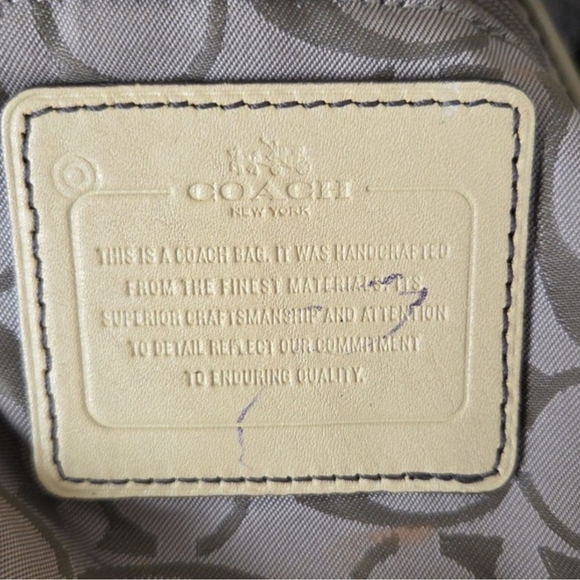 COACH
NEW YORK
THIS IS A COACH BAG. IT WAS HANDCRAFTED
FROM THE FINEST MATERIALS. ITS
SUPERIOR CRAFTSMANSHIP AND ATTENTION
TO DETAIL REFLECT OUR COMMITMENT
TO ENDURING QUALITY.